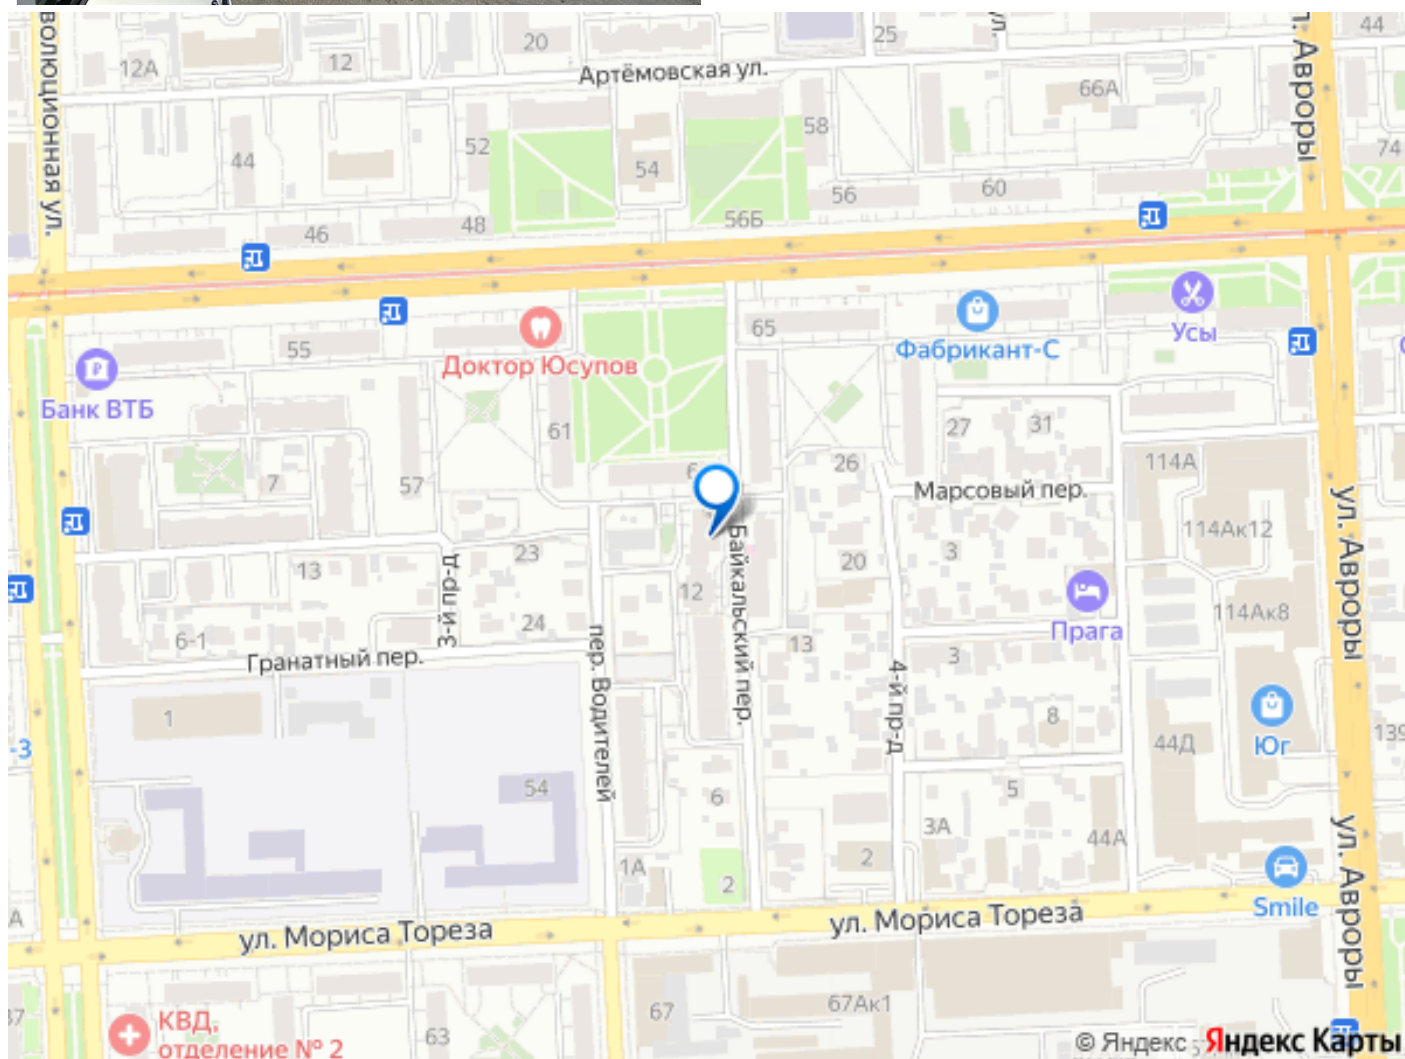 волюционная ул.
12А
12
20
Артёмовская ул.
25
ул.
л. Авроры
44
66А
44
52
54
58
74
56
60
46
48
56Б
65
55
Доктор Юсупов
Фабрикант-С
Усы
Банк ВТБ
61
27
31
114А
7
57
6
26
Марсовый пер.
ул. Авроры
114Ак12
23
3
13
20
12
Байкальский пер.
3-й пр-д
Прага
114Ак8
24
6-1
13
пер. Водителей
Гранатный пер.
3
4-й пр-д
1
8
-3
44Д
Юг
139
54
6
5
ул. Авроры
3А
44А
1А
2
2
Smile
А
ул. Мориса Тореза
ул. Мориса Тореза
37
67
67Ак1
КВД,
отделение № 2
63
© Яндекс
Яндекс Карты